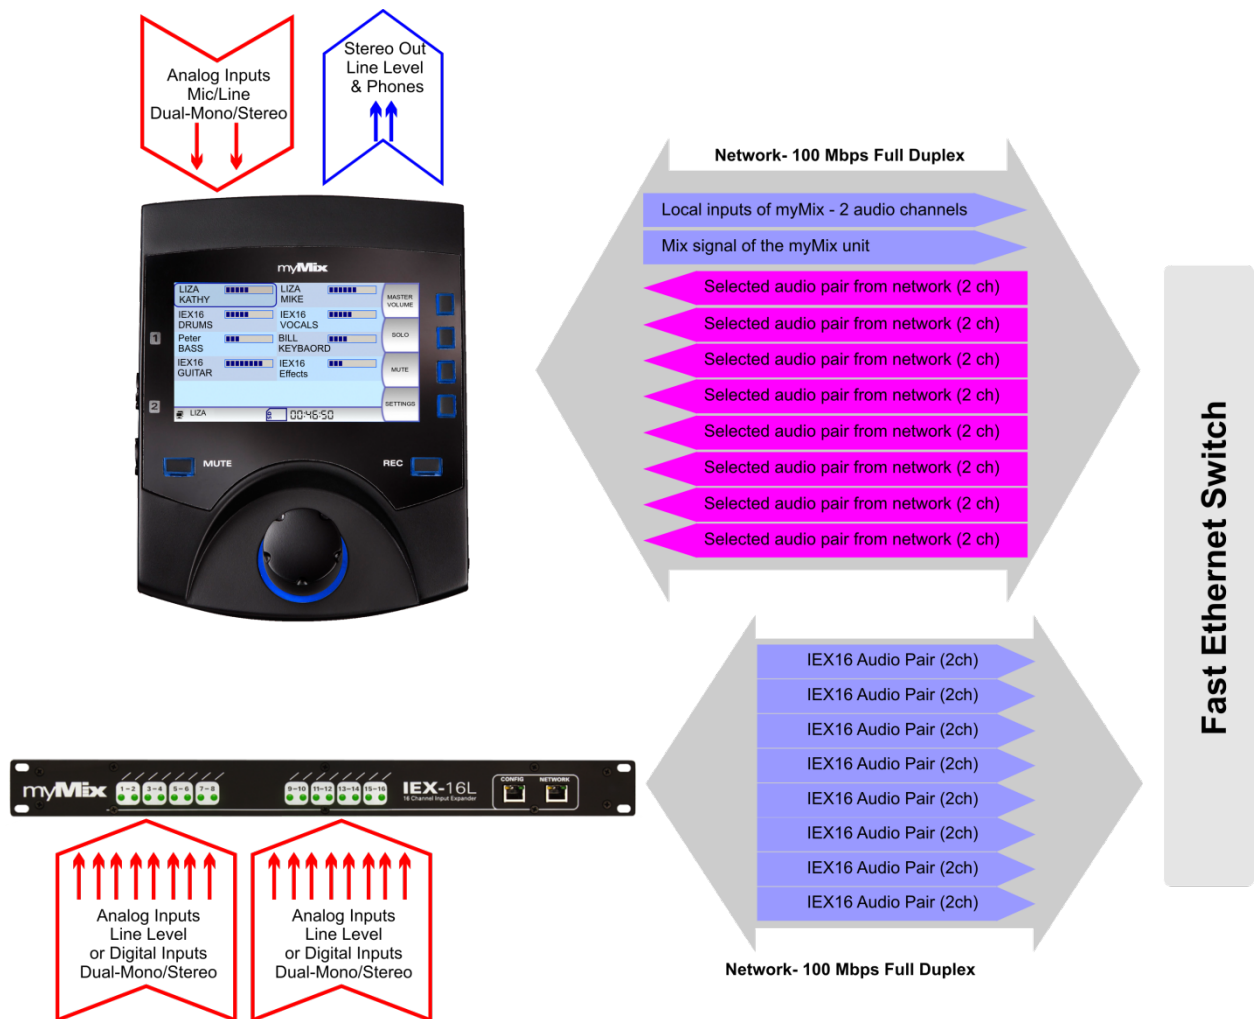 Analog Inputs
Mic/Line
Dual-Mono/Stereo
Stereo Out
Line Level
& Phones
myMix
LIZA
KATHY
LIZA
MIKE
MASTER
VOLUME
IEX16
DRUMS
IEX16
VOCALS
SOLO
Peter
BASS
BILL
KEYBAORD
IEX16
GUITAR
IEX16
Effects
MUTE
SETTINGS
LIZA
00:46:50
1
2
MUTE
REC
Network- 100 Mbps Full Duplex
Local inputs of myMix - 2 audio channels
Mix signal of the myMix unit
Selected audio pair from network (2 ch)
Selected audio pair from network (2 ch)
Selected audio pair from network (2 ch)
Selected audio pair from network (2 ch)
Selected audio pair from network (2 ch)
Selected audio pair from network (2 ch)
Selected audio pair from network (2 ch)
Selected audio pair from network (2 ch)
Fast Ethernet Switch
IEX16 Audio Pair (2ch)
IEX16 Audio Pair (2ch)
IEX16 Audio Pair (2ch)
IEX16 Audio Pair (2ch)
IEX16 Audio Pair (2ch)
IEX16 Audio Pair (2ch)
IEX16 Audio Pair (2ch)
IEX16 Audio Pair (2ch)
Network- 100 Mbps Full Duplex
myMix
1-2 3-4 5-6 7-8
9-10 11-12 13-14 15-16
IEX-16L
16 Channel Input Expander
CONFIG NETWORK
Analog Inputs
Line Level
or Digital Inputs
Dual-Mono/Stereo
Analog Inputs
Line Level
or Digital Inputs
Dual-Mono/Stereo